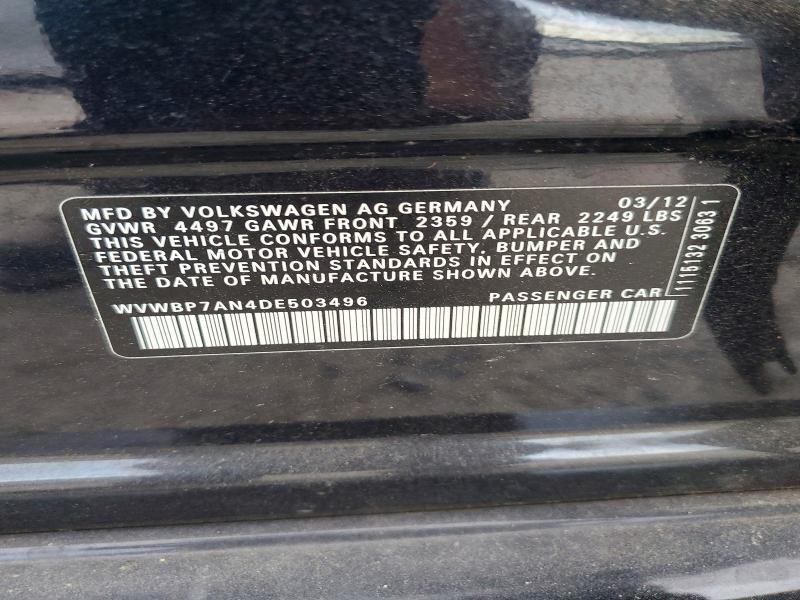 MFD BY VOLKSWAGEN AG GERMANY 03/12
GVWR 4497 GAWR FRONT 2359 / REAR 2249 LBS
THIS VEHICLE CONFORMS TO ALL APPLICABLE U.S.
FEDERAL MOTOR VEHICLE SAFETY, BUMPER AND
THEFT PREVENTION STANDARDS IN EFFECT ON
THE DATE OF MANUFACTURE SHOWN ABOVE.
WVWBP7AN4DE503496 PASSENGER CAR
1151132 3063 1